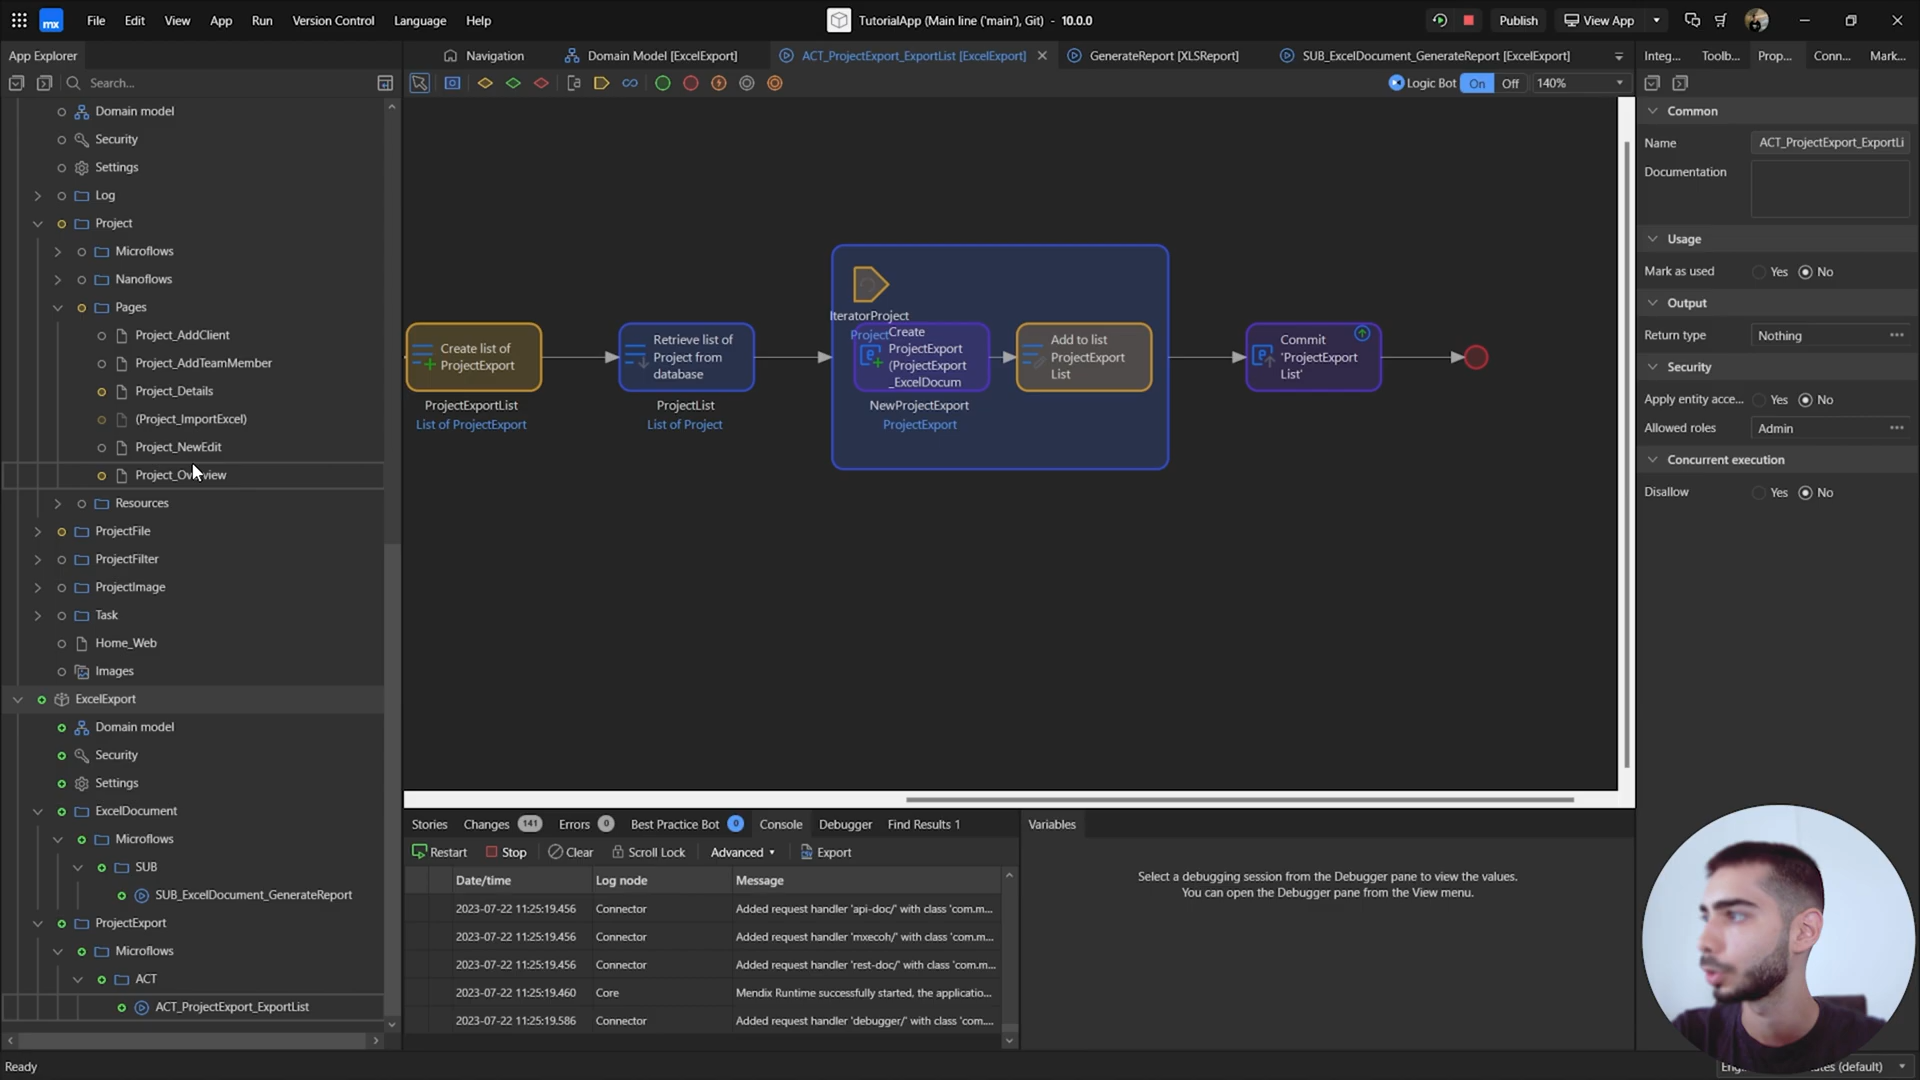 mx File Edit View App Run Version Control Language Help
TutorialApp (Main line ('main'), Git) - 10.0.0
Publish View App
App Explorer
Navigation Domain Model [ExcelExport] ACT_ProjectExport_ExportList [ExcelExport] GenerateReport [XLSReport] SUB_ExcelDocument_GenerateReport [ExcelExport]
Integ... Toolb... Prop... Conn... Mark...
Search...
Logic Bot On Off 140%
Domain model
Security
Settings
Log
Project
Microflows
Nanoflows
Pages
Project_AddClient
Project_AddTeamMember
Project_Details
(Project_ImportExcel)
Project_NewEdit
Project_Overview
Resources
ProjectFile
ProjectFilter
ProjectImage
Task
Home_Web
Images
ExcelExport
Domain model
Security
Settings
ExcelDocument
Microflows
SUB
SUB_ExcelDocument_GenerateReport
ProjectExport
Microflows
ACT
ACT_ProjectExport_ExportList
Create list of
ProjectExport
ProjectExportList
List of ProjectExport
Retrieve list of
Project from
database
ProjectList
List of Project
IteratorProject
Project
Create
ProjectExport
(ProjectExport
_ExcelDocum
NewProjectExport
ProjectExport
Add to list
ProjectExport
List
Commit
'ProjectExport
List'
Common
Name ACT_ProjectExport_ExportLi
Documentation
Usage
Mark as used Yes No
Output
Return type Nothing
Security
Apply entity acce... Yes No
Allowed roles Admin
Concurrent execution
Disallow Yes No
Stories Changes 141 Errors 0 Best Practice Bot 0 Console Debugger Find Results 1
Variables
Restart Stop Clear Scroll Lock Advanced Export
Date/time Log node Message
2023-07-22 11:25:19.456 Connector Added request handler 'api-doc/' with class 'com.m...
2023-07-22 11:25:19.456 Connector Added request handler 'mxecoh/' with class 'com.m...
2023-07-22 11:25:19.456 Connector Added request handler 'rest-doc/' with class 'com.m...
2023-07-22 11:25:19.460 Core Mendix Runtime successfully started, the applicatio...
2023-07-22 11:25:19.586 Connector Added request handler 'debugger/' with class 'com....
Select a debugging session from the Debugger pane to view the values.
You can open the Debugger pane from the View menu.
Ready
(default)